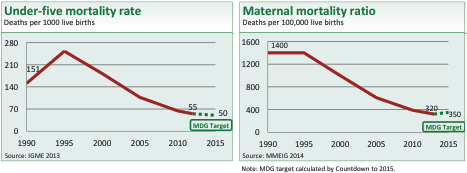 Under-five mortality rate
Deaths per 1000 live births
280
210
140
70
0
151
55
50
MDG Target
1990 1995 2000 2005 2010 2015
Source: IGME 2013
Maternal mortality ratio
Deaths per 100,000 live births
1600
1200
800
400
0
1400
320
350
MDG Target
1990 1995 2000 2005 2010 2015
Source: MMEIG 2014
Note: MDG target calculated by Countdown to 2015.